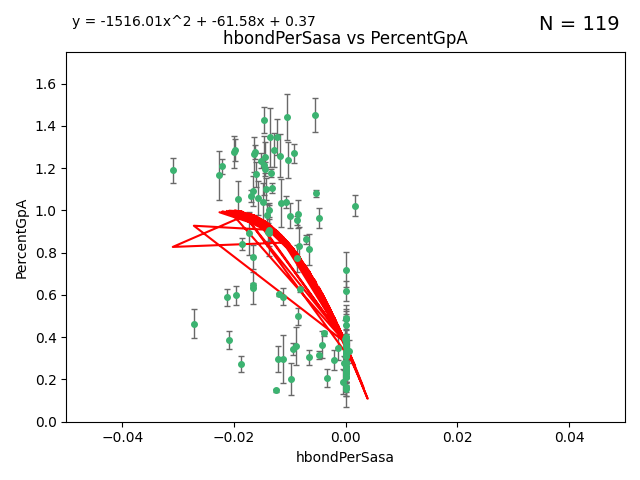 y = -1516.01x^2 + -61.58x + 0.37
N = 119
hbondPerSasa vs PercentGpA
PercentGpA
1.6
1.4
1.2
1.0
0.8
0.6
0.4
0.2
0.0
−0.04 −0.02 0.00 0.02 0.04
hbondPerSasa